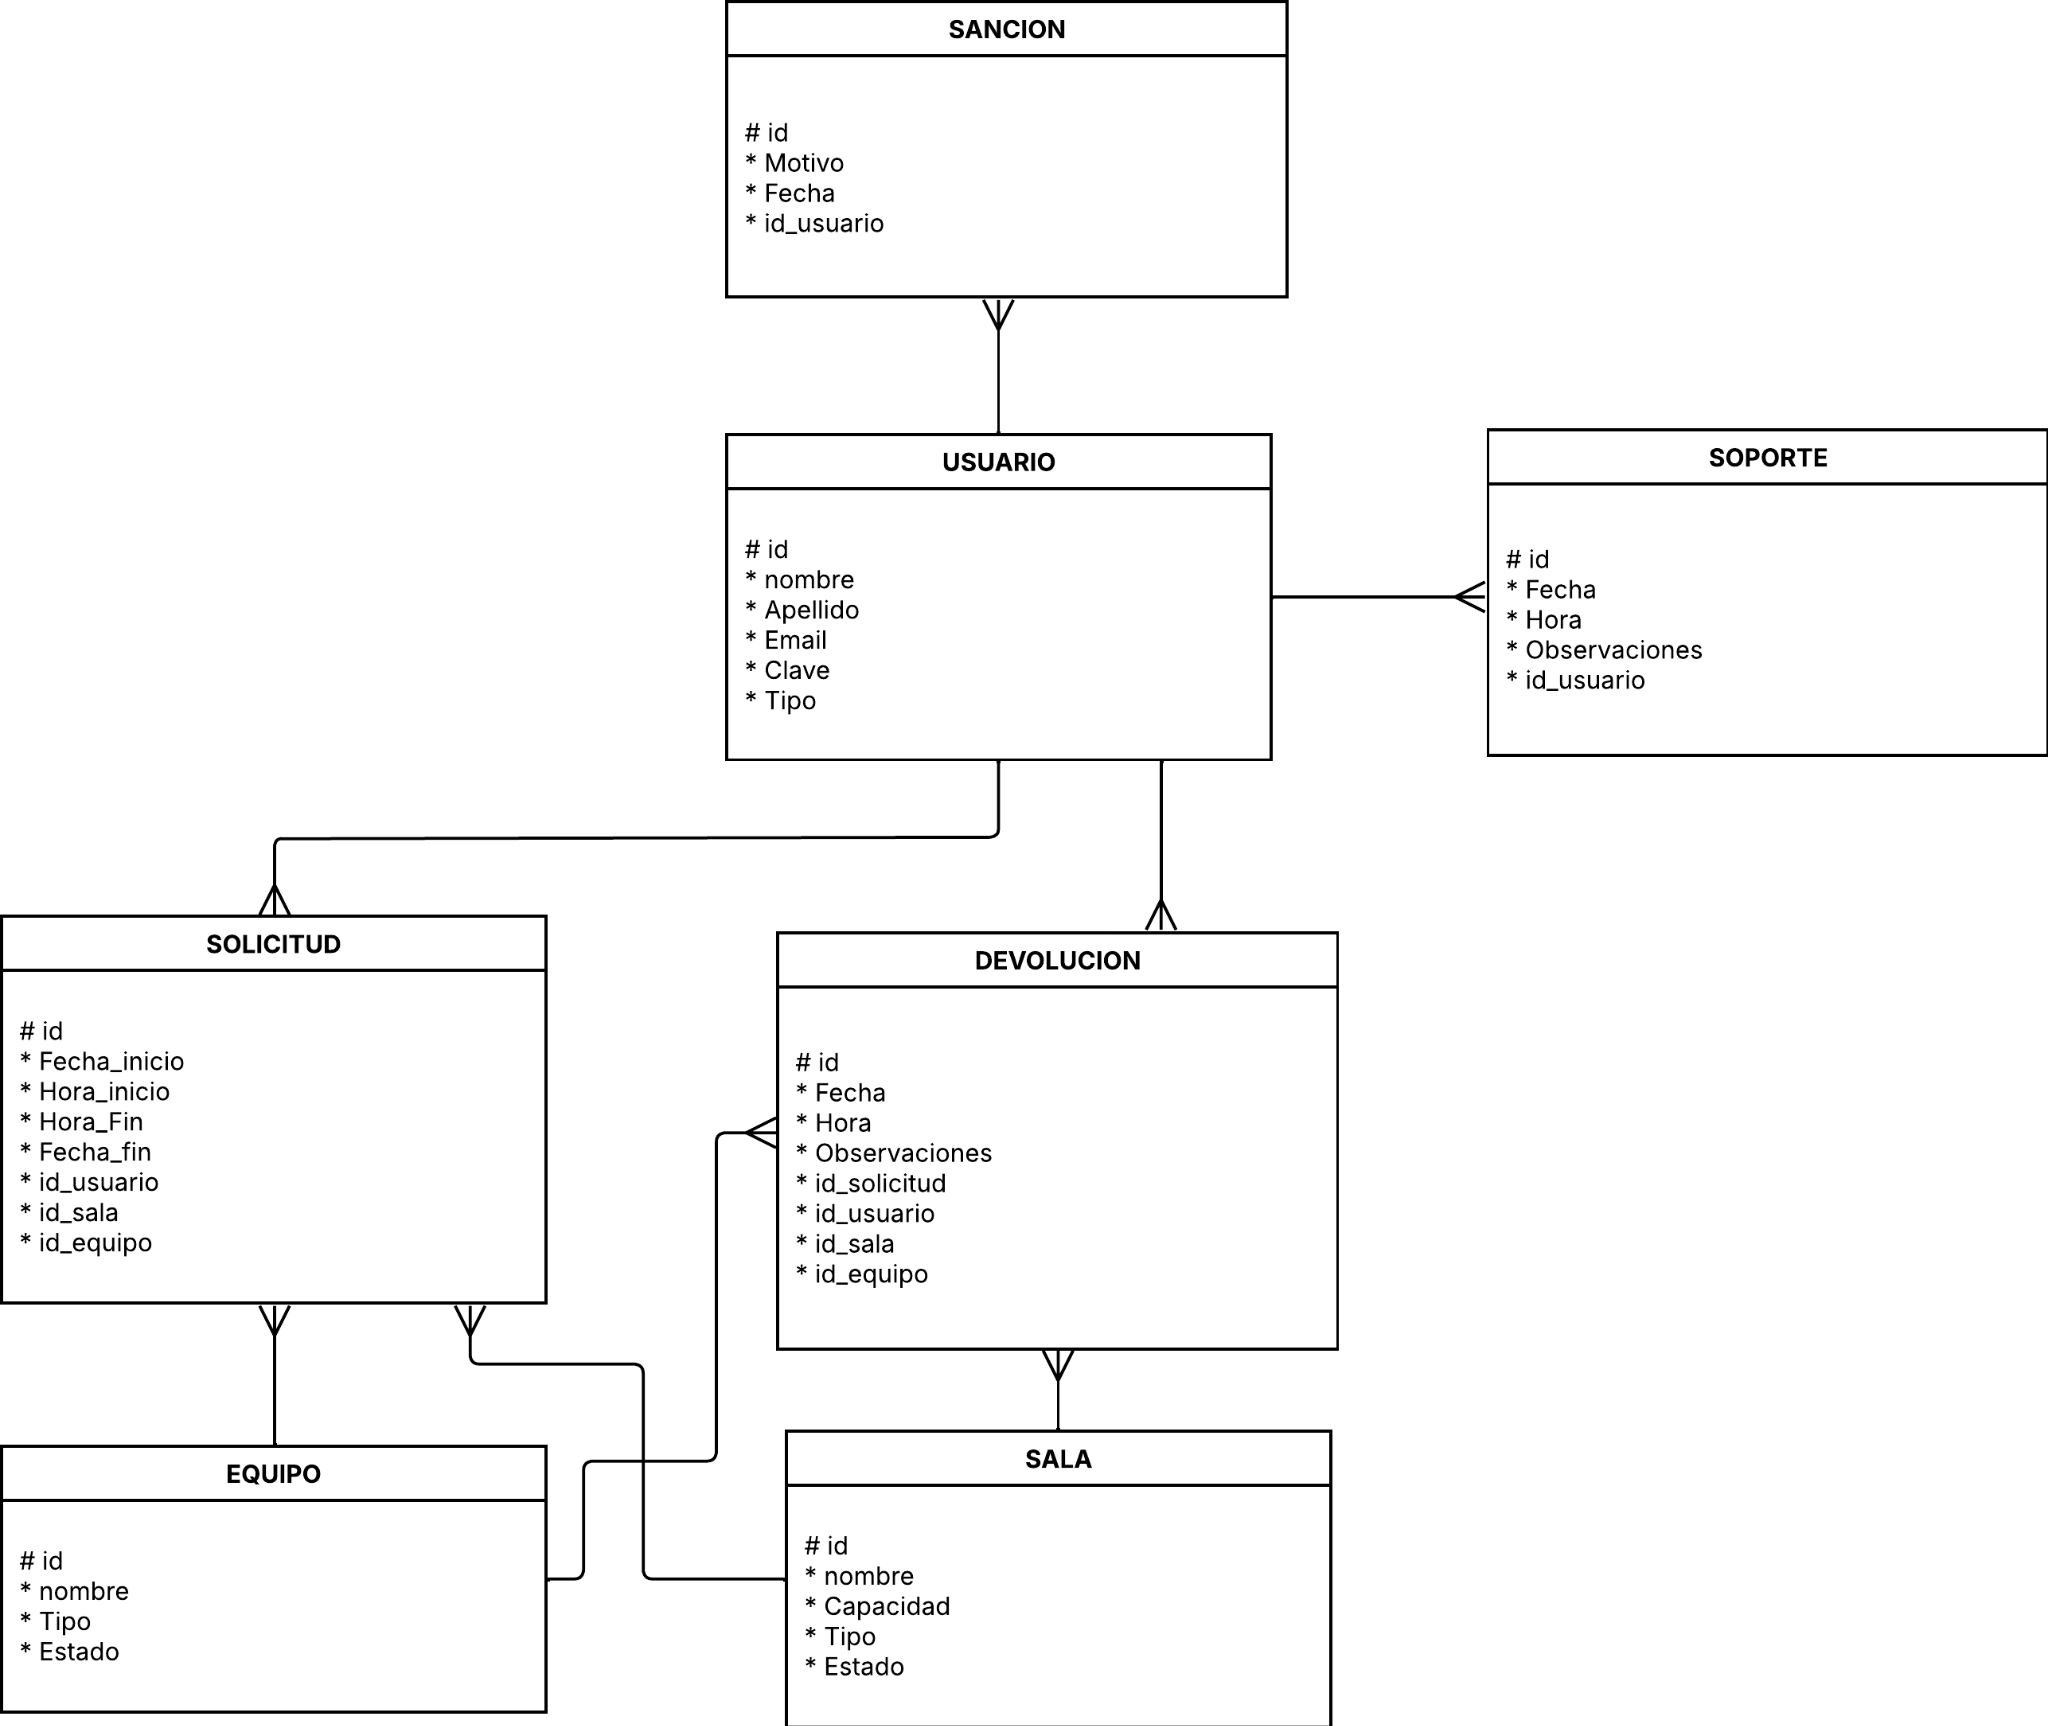 SANCION
# id
* Motivo
* Fecha
* id_usuario
USUARIO
# id
* nombre
* Apellido
* Email
* Clave
* Tipo
SOPORTE
# id
* Fecha
* Hora
* Observaciones
* id_usuario
SOLICITUD
# id
* Fecha_inicio
* Hora_inicio
* Hora_Fin
* Fecha_fin
* id_usuario
* id_sala
* id_equipo
DEVOLUCION
# id
* Fecha
* Hora
* Observaciones
* id_solicitud
* id_usuario
* id_sala
* id_equipo
EQUIPO
# id
* nombre
* Tipo
* Estado
SALA
# id
* nombre
* Capacidad
* Tipo
* Estado